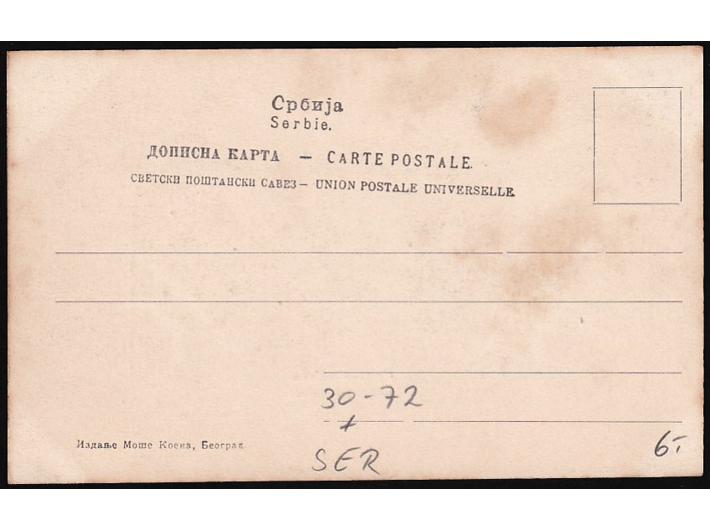 Србија
Serbie.
ДОПИСНА КАРТА — CARTE POSTALE.
СВЕТСКИ ПОШТАНСКИ САВЕЗ — UNION POSTALE UNIVERSELLE
30-72
+
SER
6.-
Издање Моше Коена, Београд.